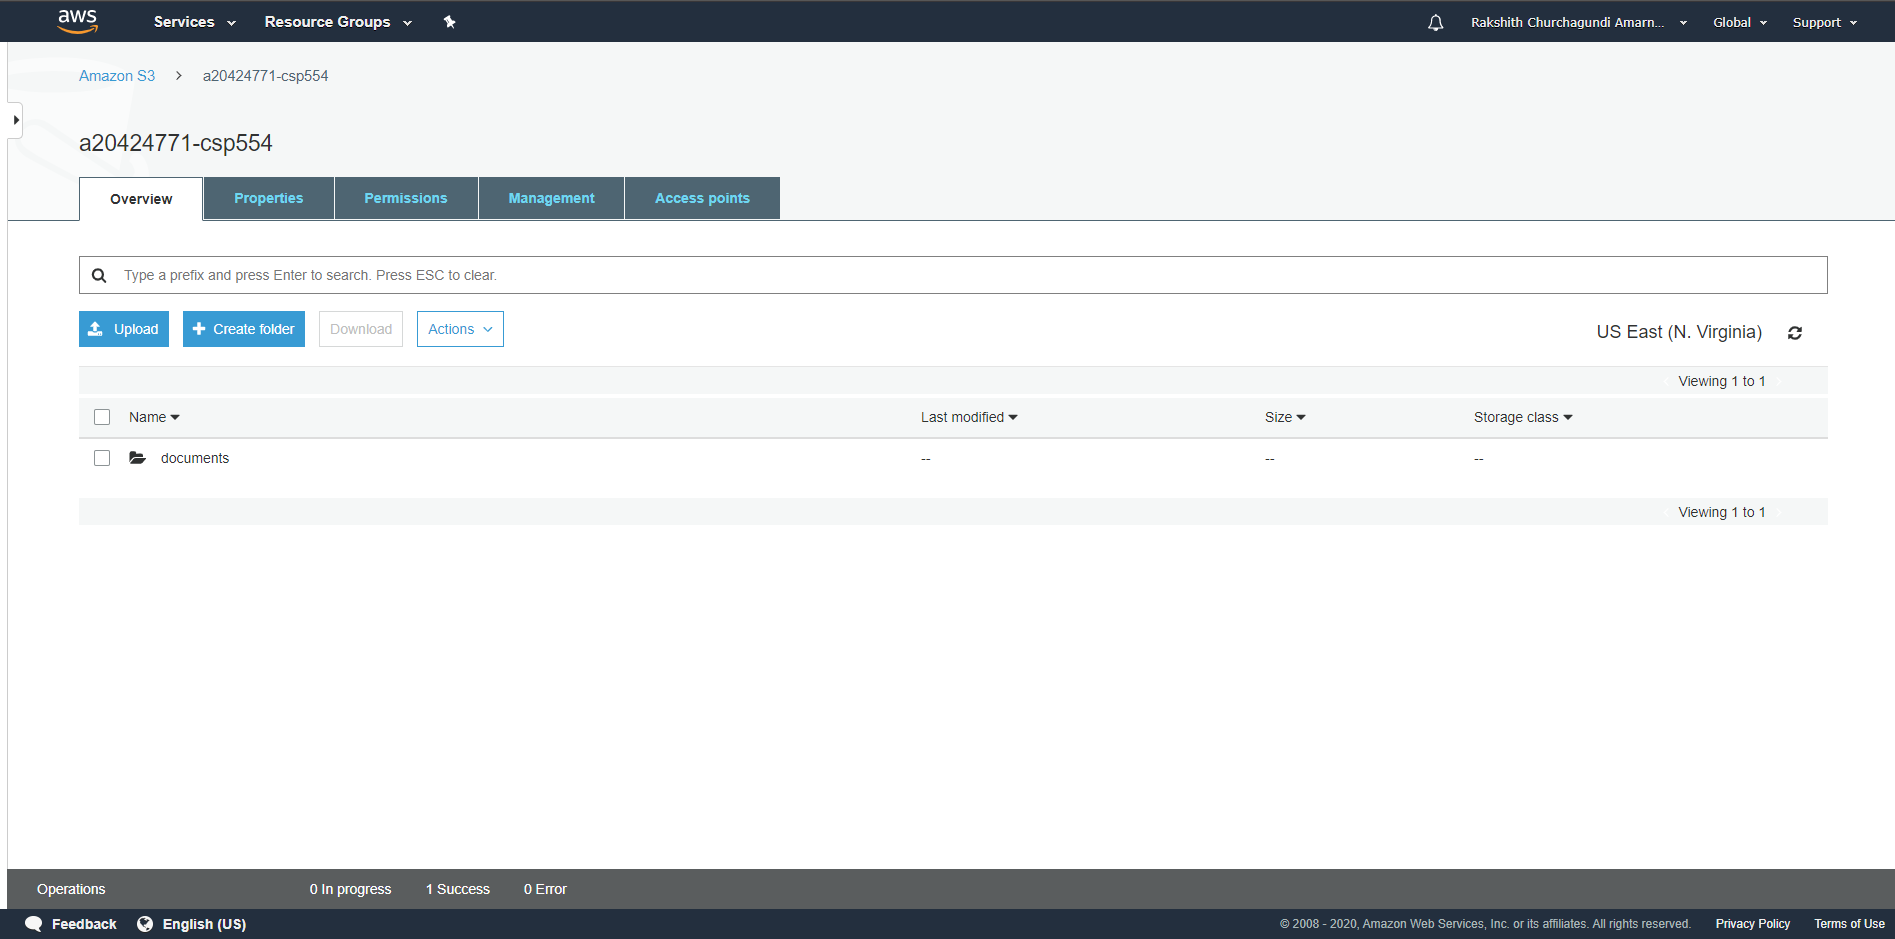 aws Services Resource Groups Rakshith Churchagundi Amarn... Global Support
Amazon S3 > a20424771-csp554
a20424771-csp554
Overview Properties Permissions Management Access points
Type a prefix and press Enter to search. Press ESC to clear.
Upload Create folder Download Actions US East (N. Virginia)
Viewing 1 to 1
Name Last modified Size Storage class
documents -- -- --
Viewing 1 to 1
Operations 0 In progress 1 Success 0 Error
Feedback English (US) © 2008 - 2020, Amazon Web Services, Inc. or its affiliates. All rights reserved. Privacy Policy Terms of Use